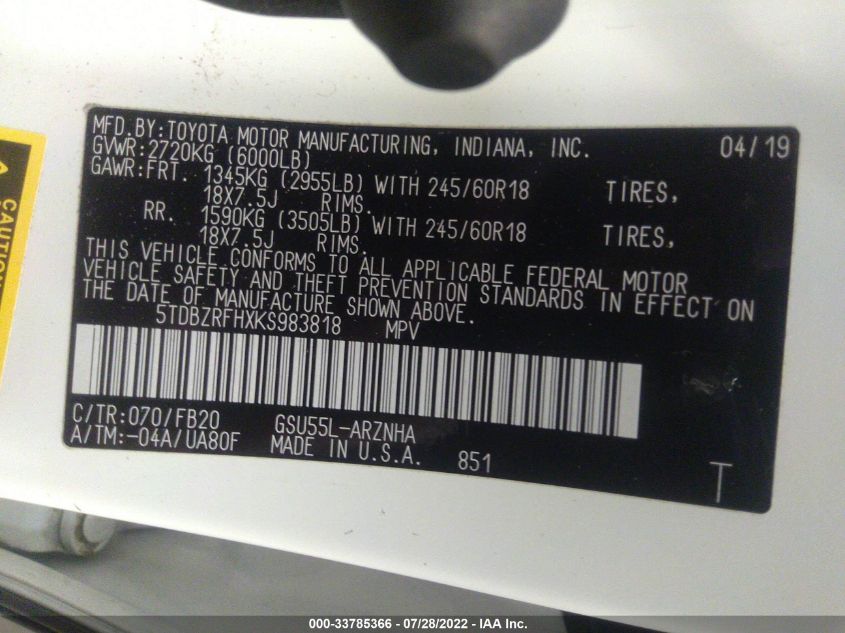 MFD.BY:TOYOTA MOTOR MANUFACTURING, INDIANA, INC. 04/19
GVWR:2720KG (6000LB)
GAWR:FRT. 1345KG (2955LB) WITH 245/60R18 TIRES,
18X7.5J RIMS.
RR. 1590KG (3505LB) WITH 245/60R18 TIRES,
18X7.5J RIMS.
THIS VEHICLE CONFORMS TO ALL APPLICABLE FEDERAL MOTOR
VEHICLE SAFETY AND THEFT PREVENTION STANDARDS IN EFFECT ON
THE DATE OF MANUFACTURE SHOWN ABOVE.
5TDBZRFHXKS983818 MPV
C/TR:070/FB20 GSU55L-ARZNHA
A/TM:-04A/UA80F MADE IN U.S.A. 851
T
CAUTION
000-33785366 - 07/28/2022 - IAA Inc.